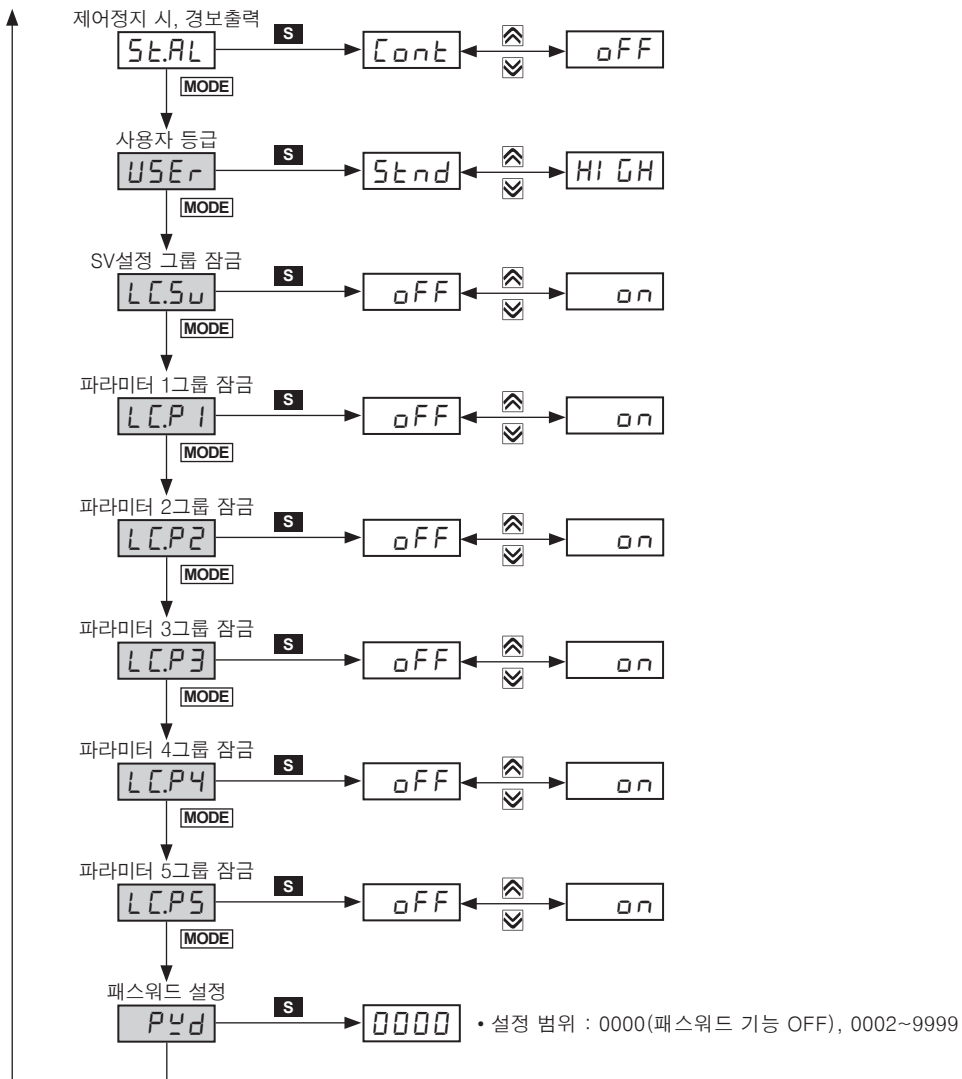 제어정지 시, 경보출력
St.AL S Cont oFF
MODE
사용자 등급
USEr S Stnd HIGH
MODE
SV설정 그룹 잠금
LC.Sv S oFF on
MODE
파라미터 1그룹 잠금
LC.P1 S oFF on
MODE
파라미터 2그룹 잠금
LC.P2 S oFF on
MODE
파라미터 3그룹 잠금
LC.P3 S oFF on
MODE
파라미터 4그룹 잠금
LC.P4 S oFF on
MODE
파라미터 5그룹 잠금
LC.P5 S oFF on
MODE
패스워드 설정
PWd S 0000 • 설정 범위 : 0000(패스워드 기능 OFF), 0002~9999